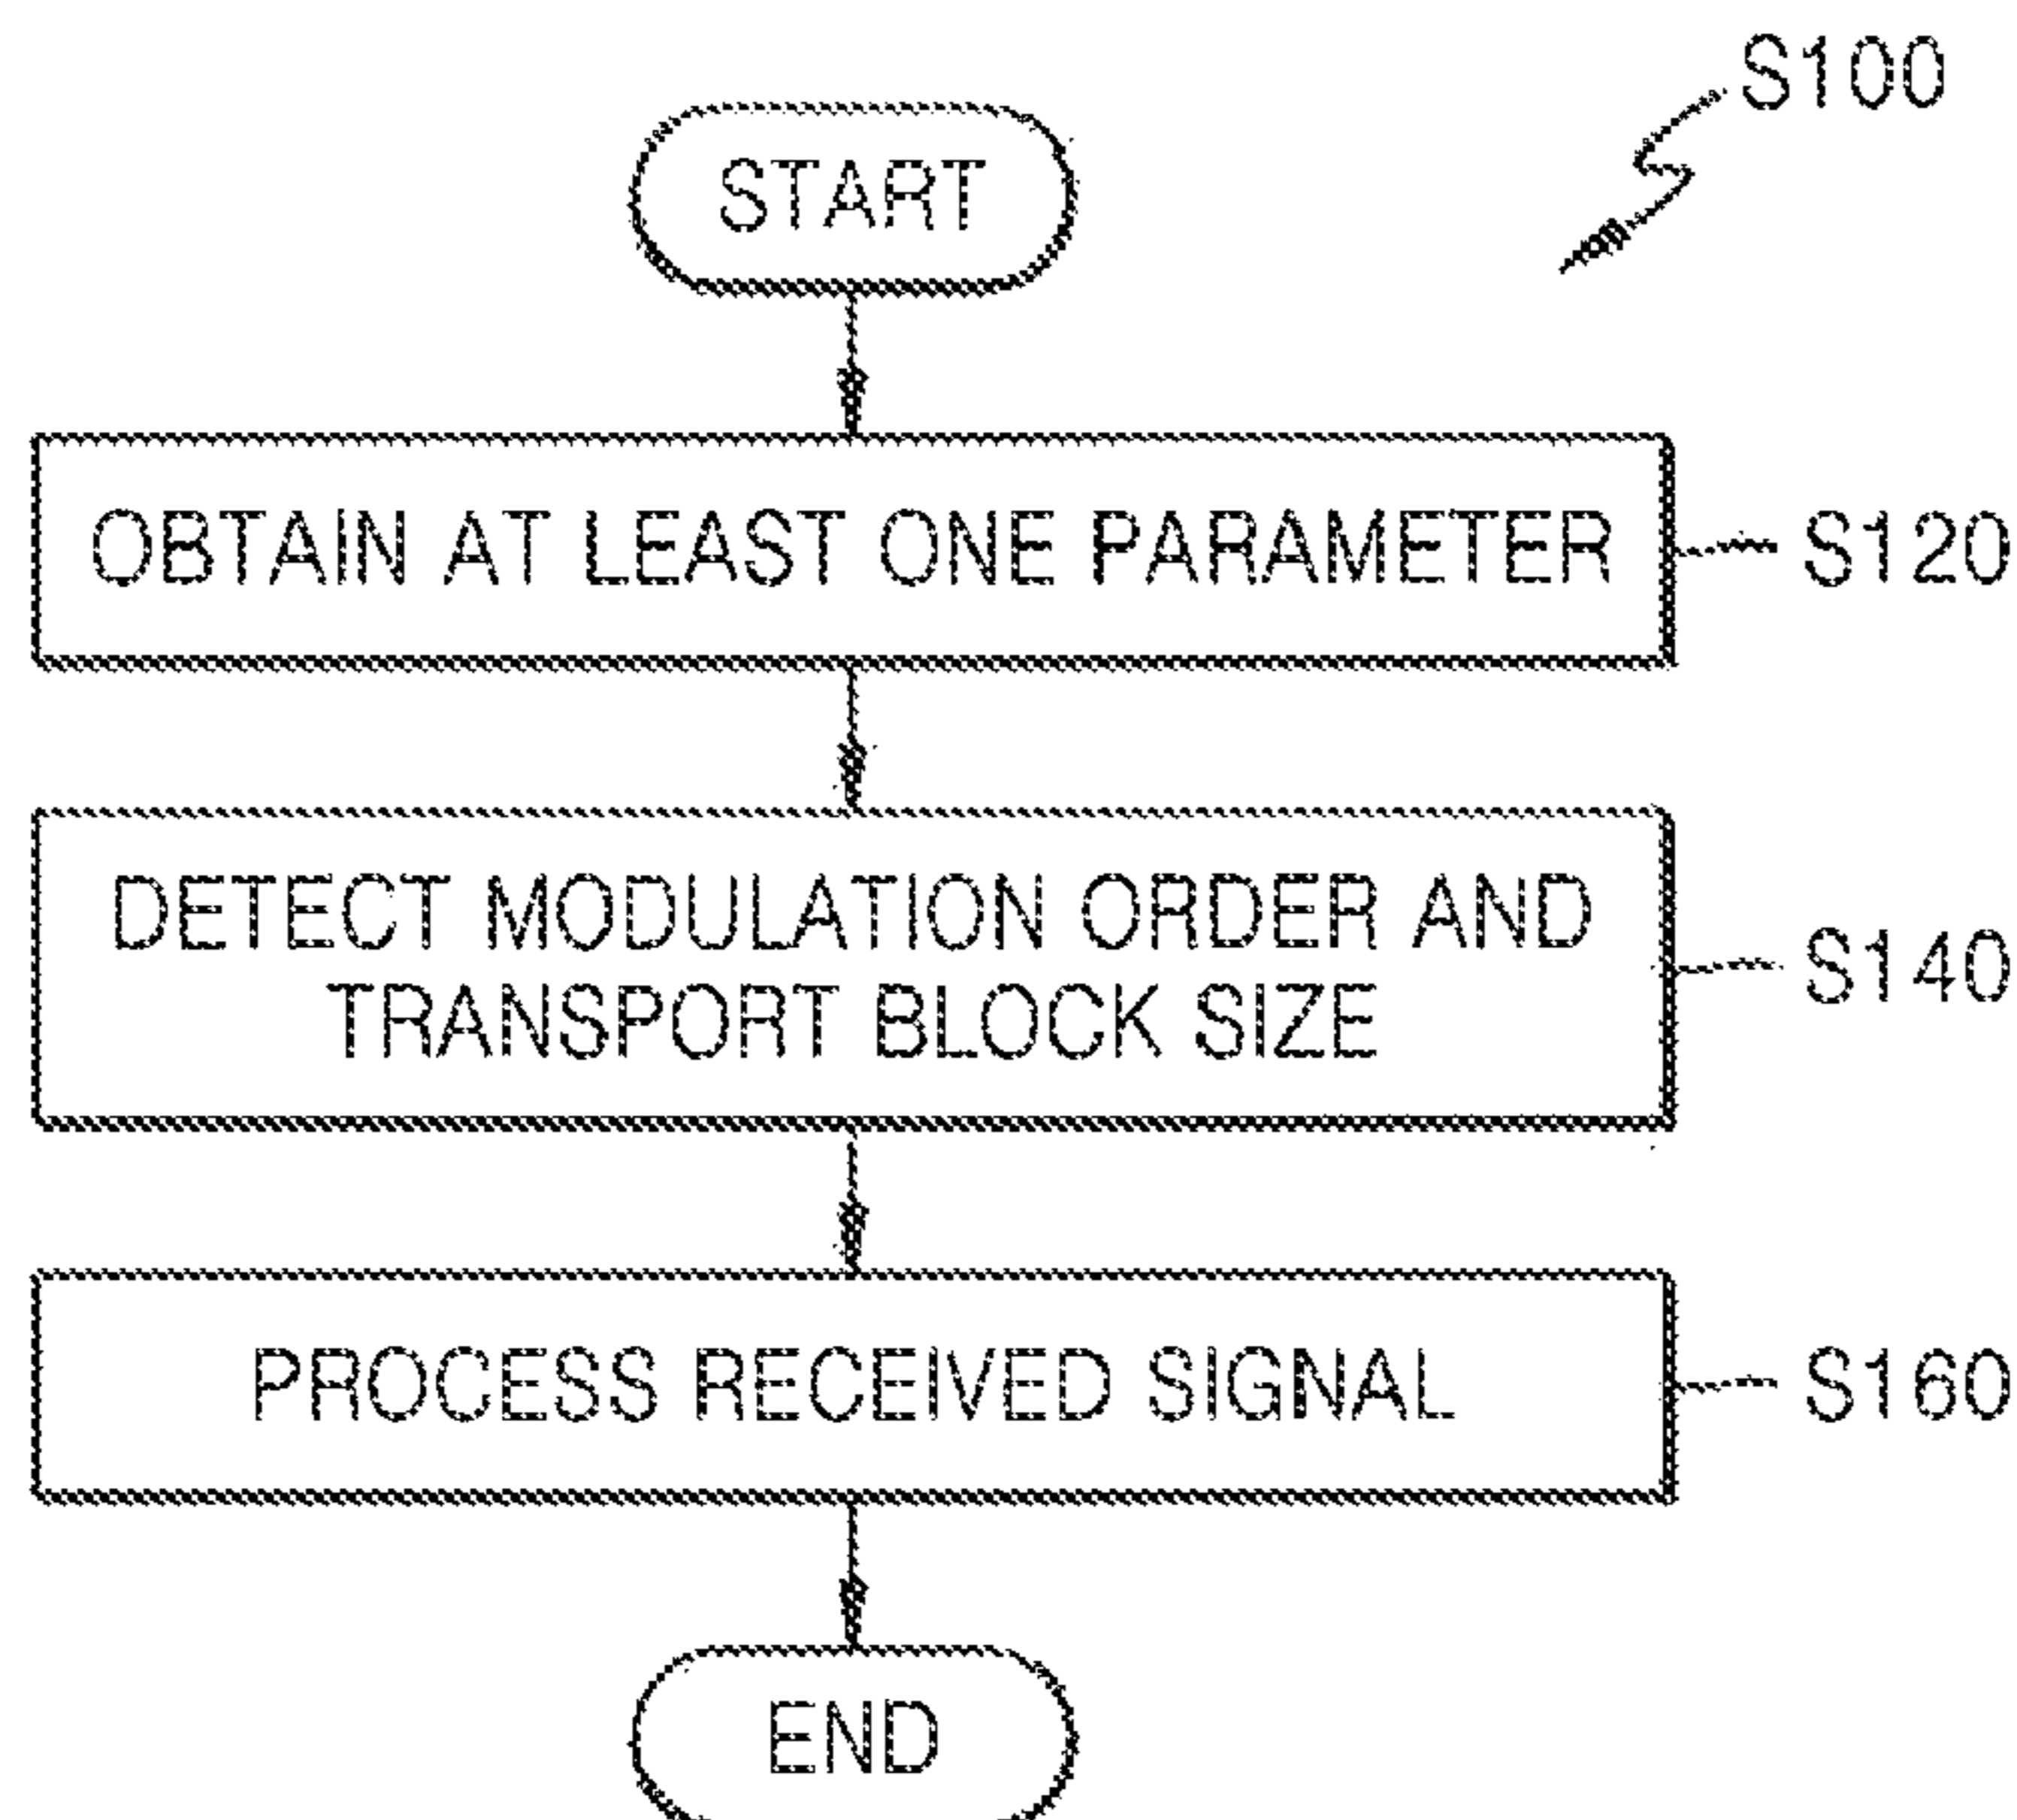 S100
START
OBTAIN AT LEAST ONE PARAMETER
S120
DETECT MODULATION ORDER AND
TRANSPORT BLOCK SIZE
S140
PROCESS RECEIVED SIGNAL
S160
END